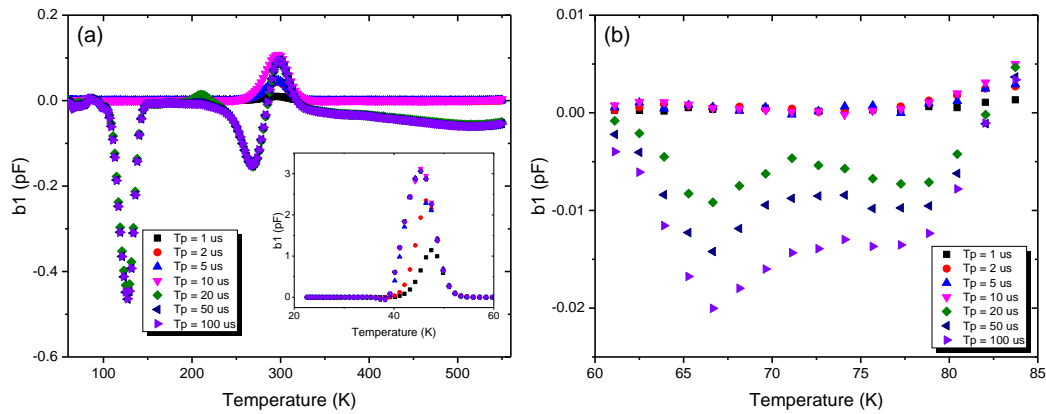 (a)
0.2
0.0
-0.2
-0.4
-0.6
b1 (pF)
100
200
300
400
500
Temperature (K)
Tp = 1 us
Tp = 2 us
Tp = 5 us
Tp = 10 us
Tp = 20 us
Tp = 50 us
Tp = 100 us
3
2
1
0
b1 (pF)
20
30
40
50
60
Temperature (K)
(b)
0.01
0.00
-0.01
-0.02
b1 (pF)
60
65
70
75
80
85
Temperature (K)
Tp = 1 us
Tp = 2 us
Tp = 5 us
Tp = 10 us
Tp = 20 us
Tp = 50 us
Tp = 100 us